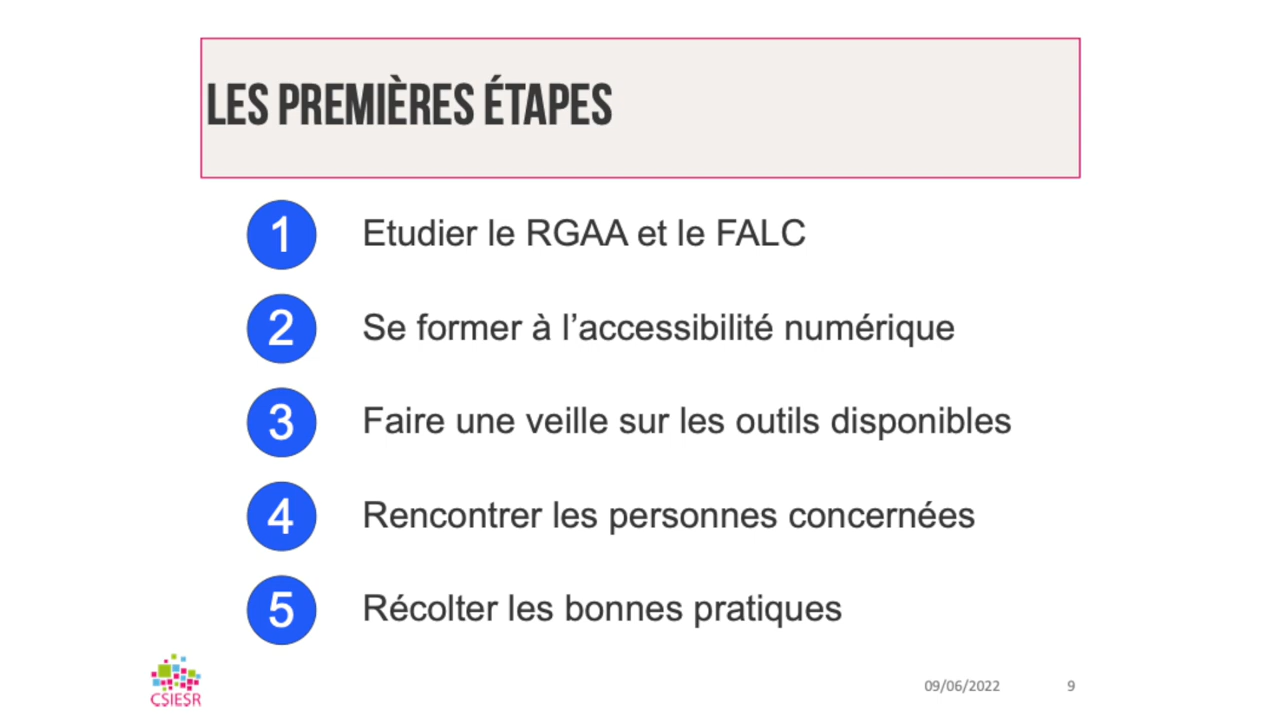 LES PREMIÈRES ÉTAPES
1 Etudier le RGAA et le FALC
2 Se former à l’accessibilité numérique
3 Faire une veille sur les outils disponibles
4 Rencontrer les personnes concernées
5 Récolter les bonnes pratiques
CSIESR
09/06/2022 9